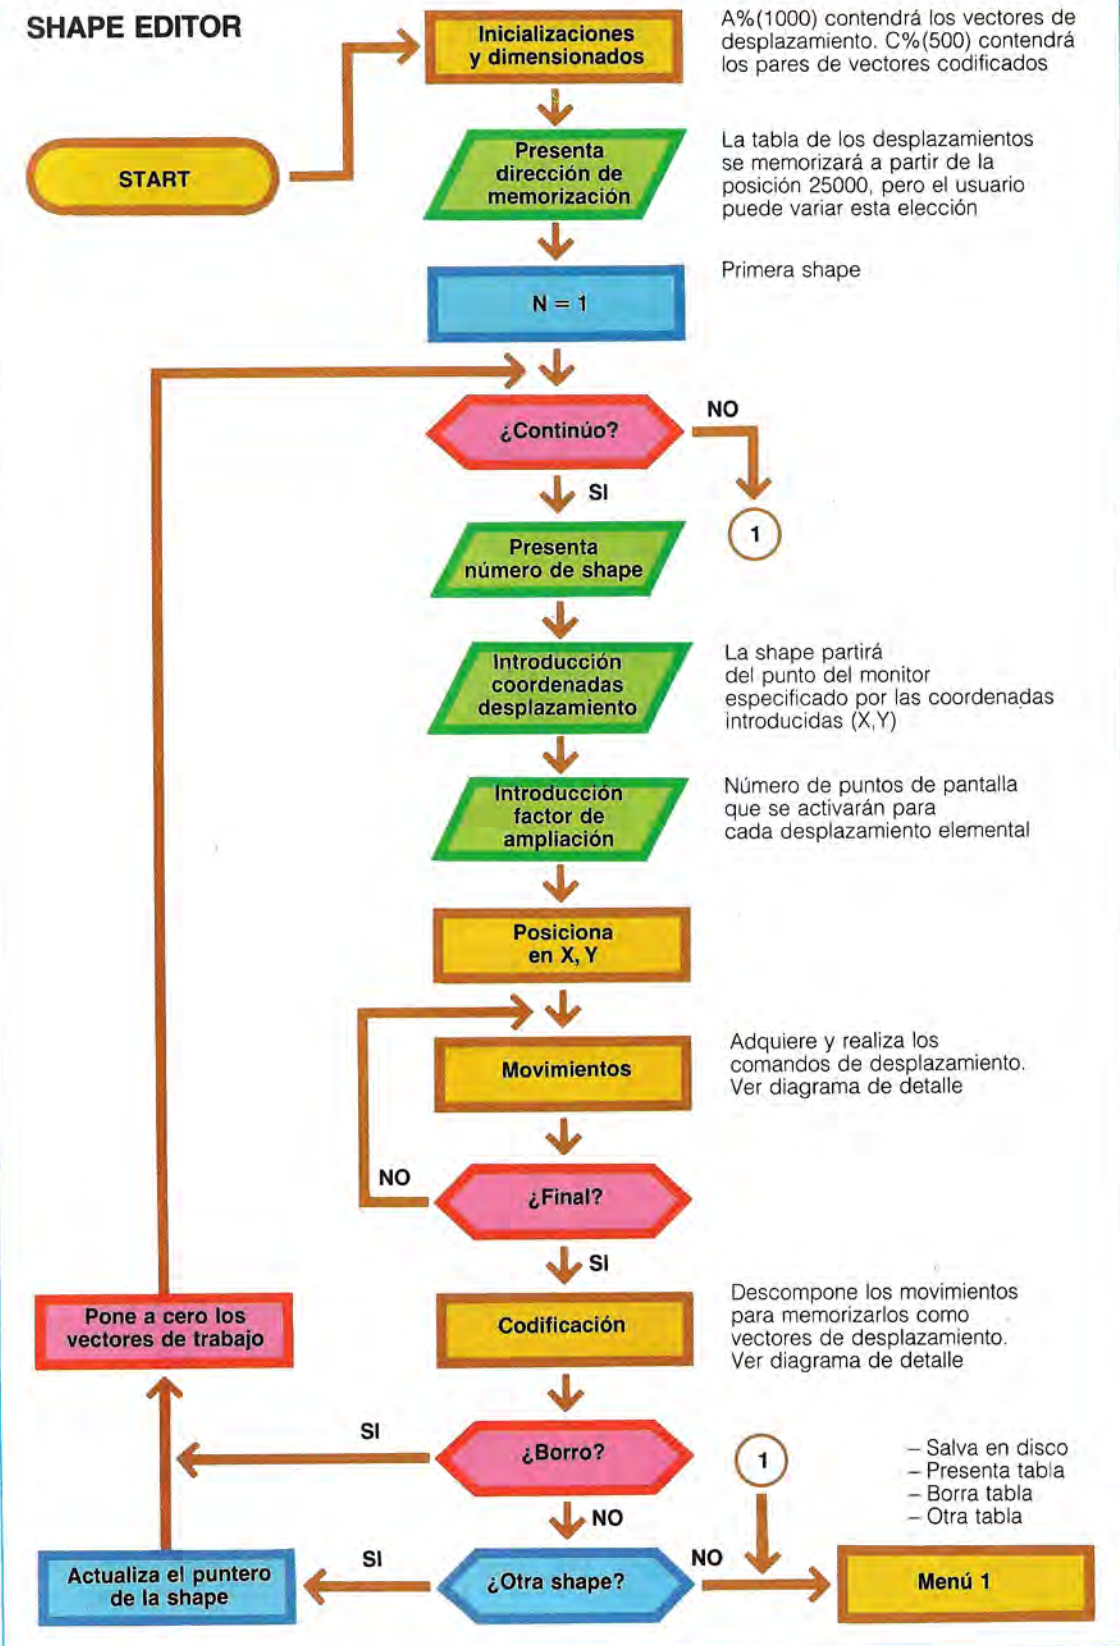 SHAPE EDITOR
START
Inicializaciones
y dimensionados
A%(1000) contendrá los vectores de
desplazamiento. C%(500) contendrá
los pares de vectores codificados
Presenta
dirección de
memorización
La tabla de los desplazamientos
se memorizará a partir de la
posición 25000, pero el usuario
puede variar esta elección
N = 1
Primera shape
¿Continúo?
NO
1
SI
Presenta
número de shape
Introducción
coordenadas
desplazamiento
La shape partirá
del punto del monitor
especificado por las coordenadas
introducidas (X,Y)
Introducción
factor de
ampliación
Número de puntos de pantalla
que se activarán para
cada desplazamiento elemental
Posiciona
en X, Y
Movimientos
Adquiere y realiza los
comandos de desplazamiento.
Ver diagrama de detalle
NO
¿Final?
SI
Codificación
Descompone los movimientos
para memorizarlos como
vectores de desplazamiento.
Ver diagrama de detalle
Pone a cero los
vectores de trabajo
SI
¿Borro?
NO
1
– Salva en disco
– Presenta tabla
– Borra tabla
– Otra tabla
Actualiza el puntero
de la shape
SI
¿Otra shape?
NO
Menú 1